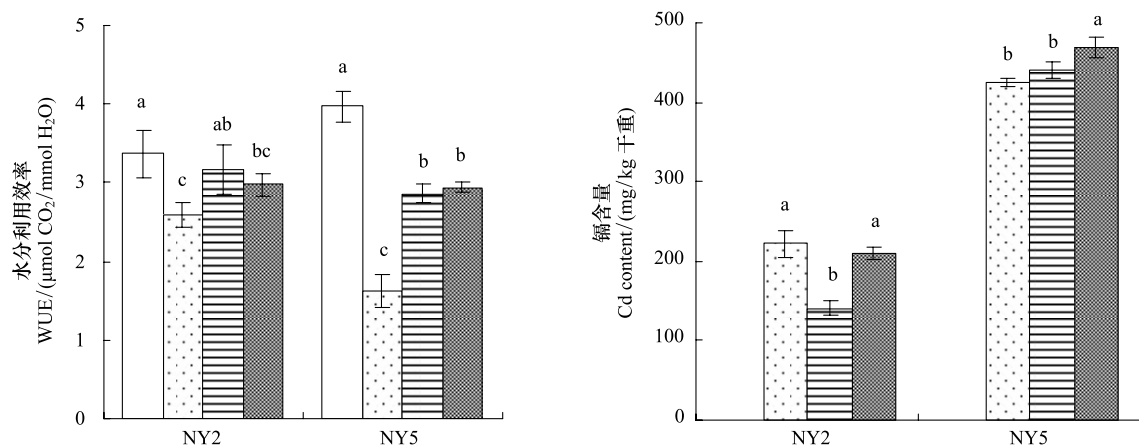 水分利用效率
WUE/(μmol CO₂/mmol H₂O)
5
4
3
2
1
0
a
c
ab
bc
a
c
b
b
NY2
NY5
镉含量
Cd content/(mg/kg 干重)
500
400
300
200
100
0
a
b
a
b
b
a
NY2
NY5